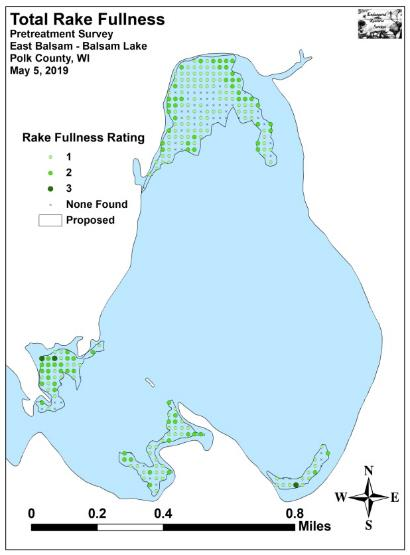 Total Rake Fullness
Pretreatment Survey
East Balsam - Balsam Lake
Polk County, WI
May 5, 2019
Rake Fullness Rating
1
2
3
None Found
Proposed
N
W E
S
0 0.2 0.4 0.8
Miles